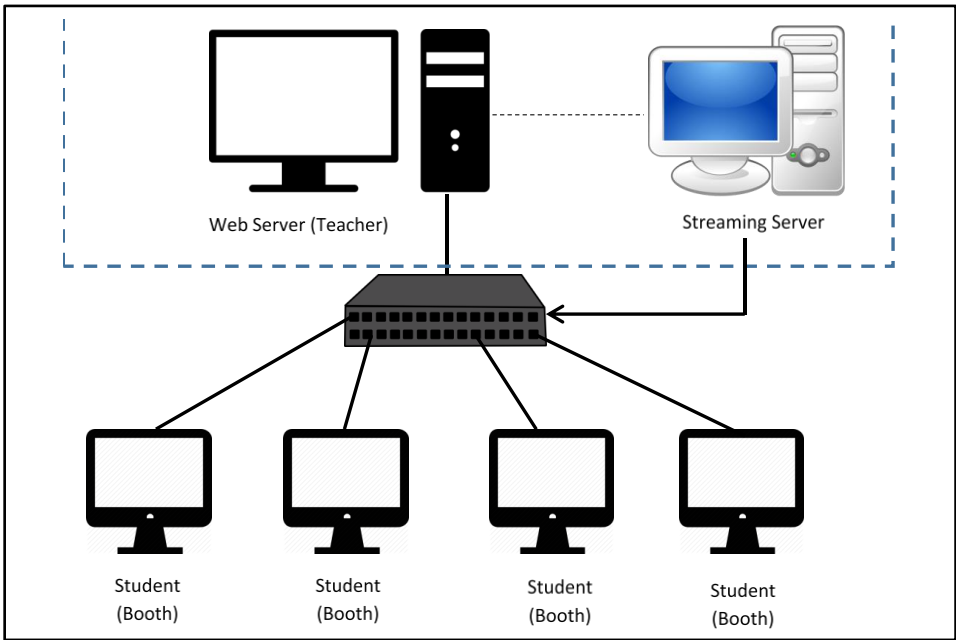 Web Server (Teacher)
Streaming Server
Student
(Booth)
Student
(Booth)
Student
(Booth)
Student
(Booth)